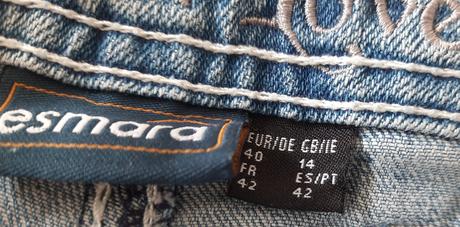 esmara
EUR/DE GB/IE
40 14
FR ES/PT
42 42